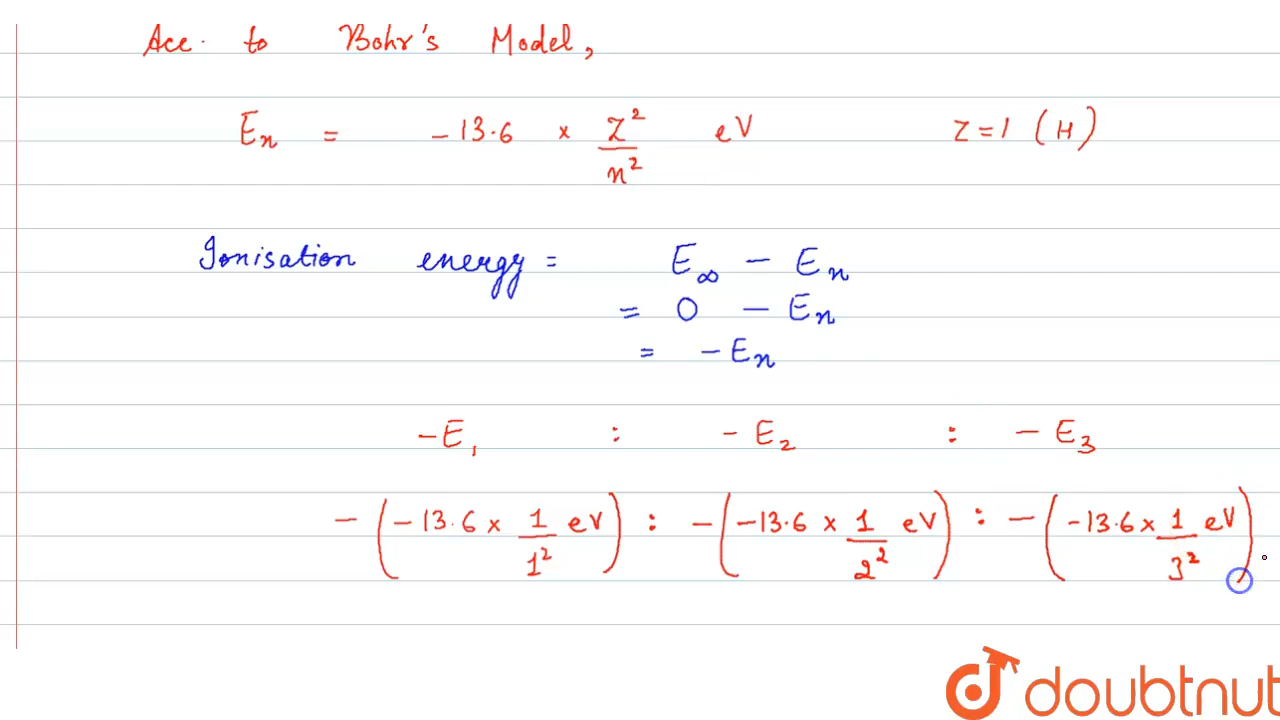 Acc. to Bohr's Model,
Eₙ = -13.6 × Z²/n² eV Z=1 (H)
Ionisation energy = E∞ - Eₙ
= 0 - Eₙ
= -Eₙ
-E₁ : -E₂ : -E₃
-(-13.6 × 1/1² eV) : -(-13.6 × 1/2² eV) : -(-13.6 × 1/3² eV)
doubtnut